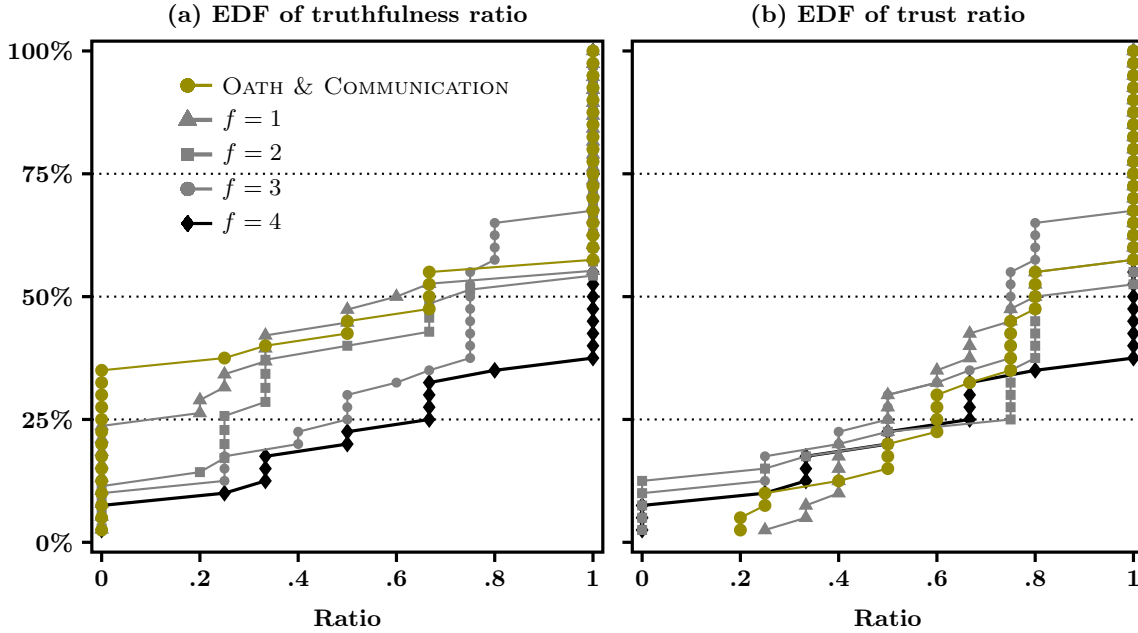 (a) EDF of truthfulness ratio
(b) EDF of trust ratio
100%
75%
50%
25%
0%
OATH & COMMUNICATION
f = 1
f = 2
f = 3
f = 4
0 .2 .4 .6 .8 1
0 .2 .4 .6 .8 1
Ratio
Ratio